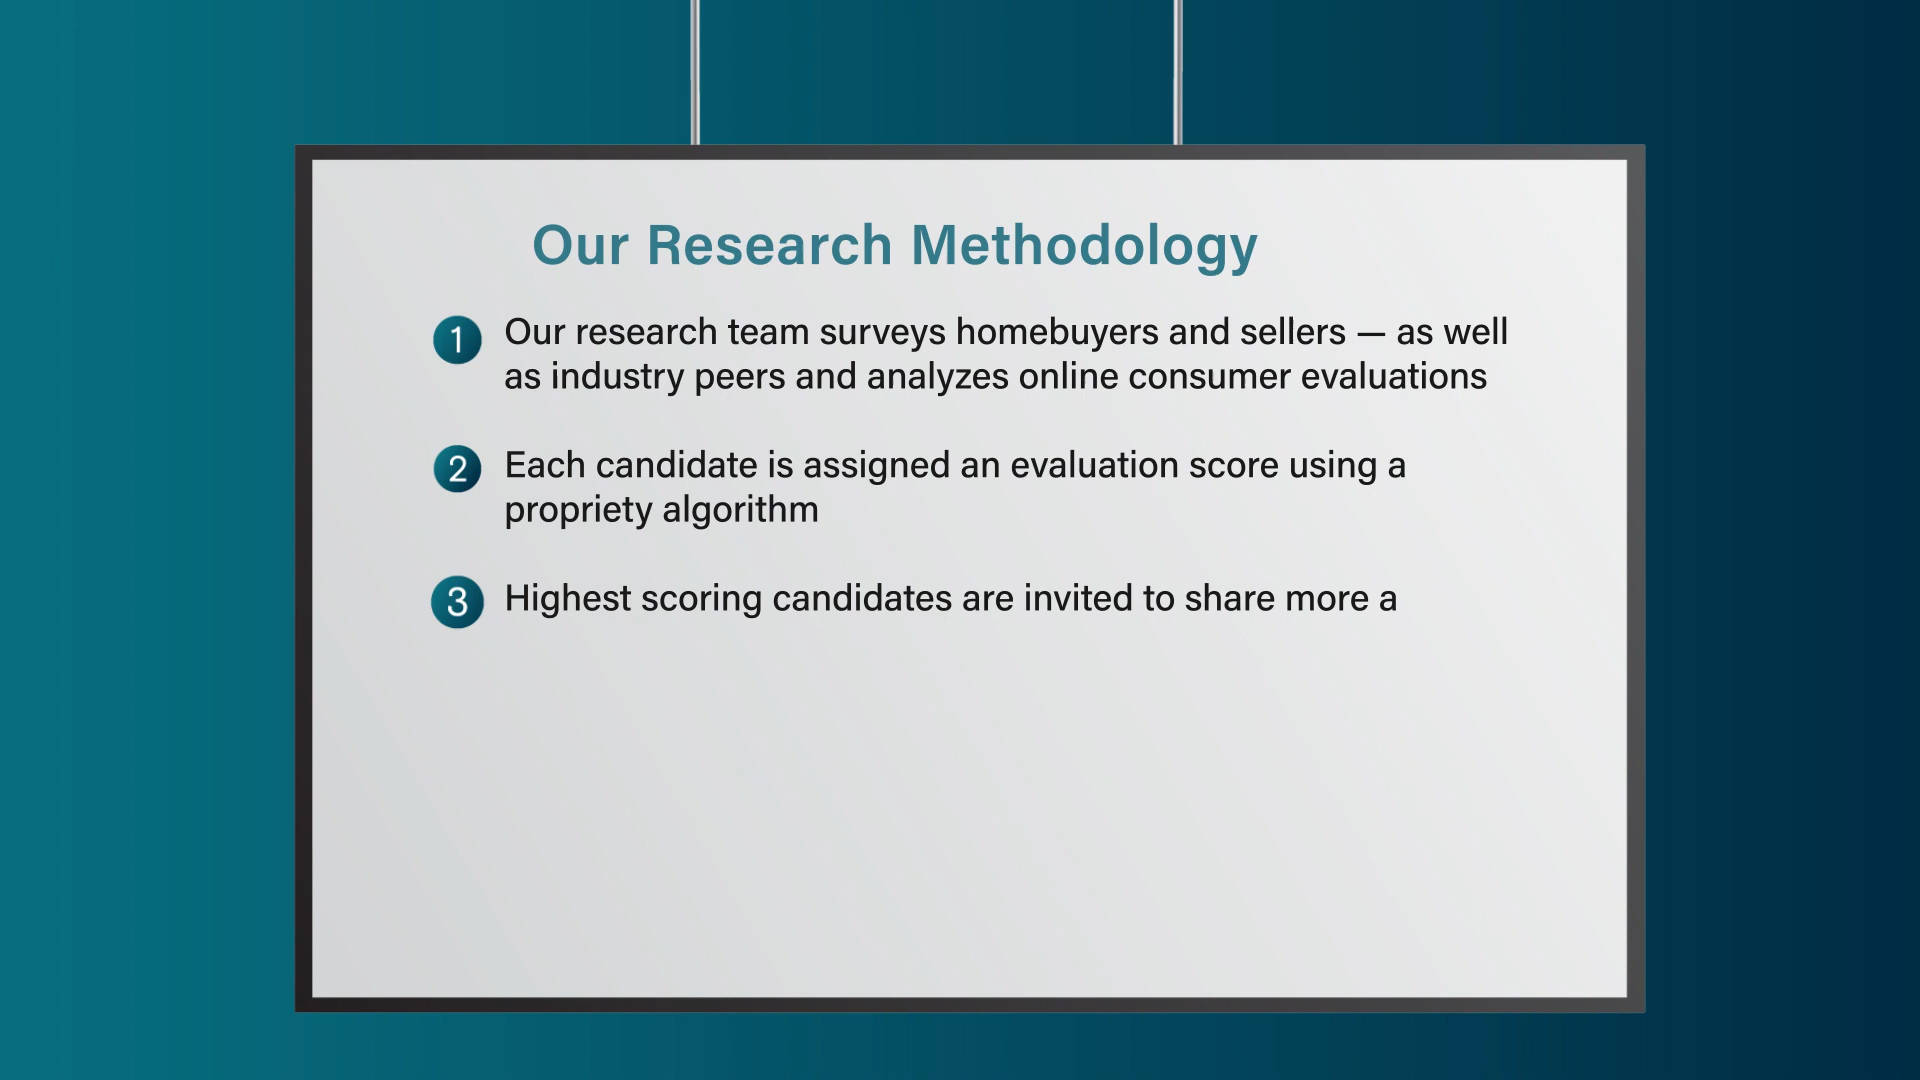 Our Research Methodology
1 Our research team surveys homebuyers and sellers — as well
as industry peers and analyzes online consumer evaluations
2 Each candidate is assigned an evaluation score using a
propriety algorithm
3 Highest scoring candidates are invited to share more a